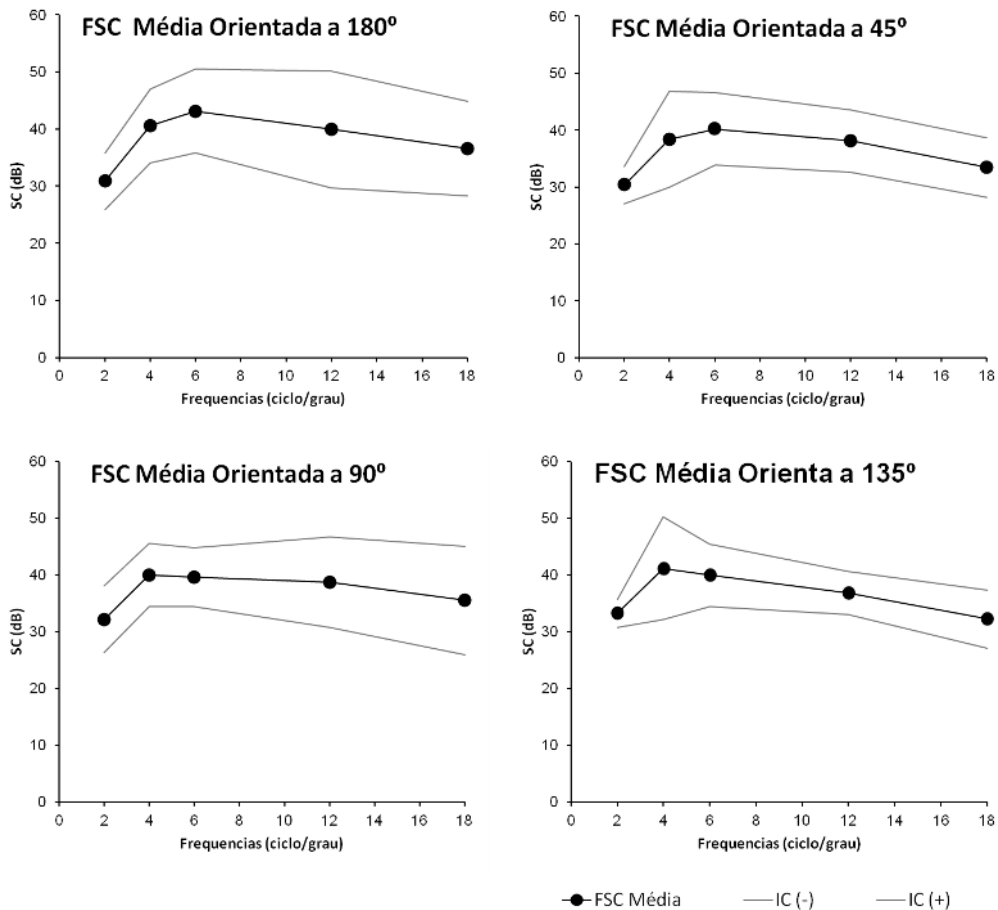 FSC Média Orientada a 180º
60
50
40
30
20
10
0
SC (dB)
0 2 4 6 8 10 12 14 16 18
Frequencias (ciclo/grau)
FSC Média Orientada a 45º
60
50
40
30
20
10
0
SC (dB)
0 2 4 6 8 10 12 14 16 18
Frequencias (ciclo/grau)
FSC Média Orientada a 90º
60
50
40
30
20
10
0
SC (dB)
0 2 4 6 8 10 12 14 16 18
Frequencias (ciclo/grau)
FSC Média Orienta a 135º
60
50
40
30
20
10
0
SC (dB)
0 2 4 6 8 10 12 14 16 18
Frequencias (ciclo/grau)
FSC Média IC (-) IC (+)